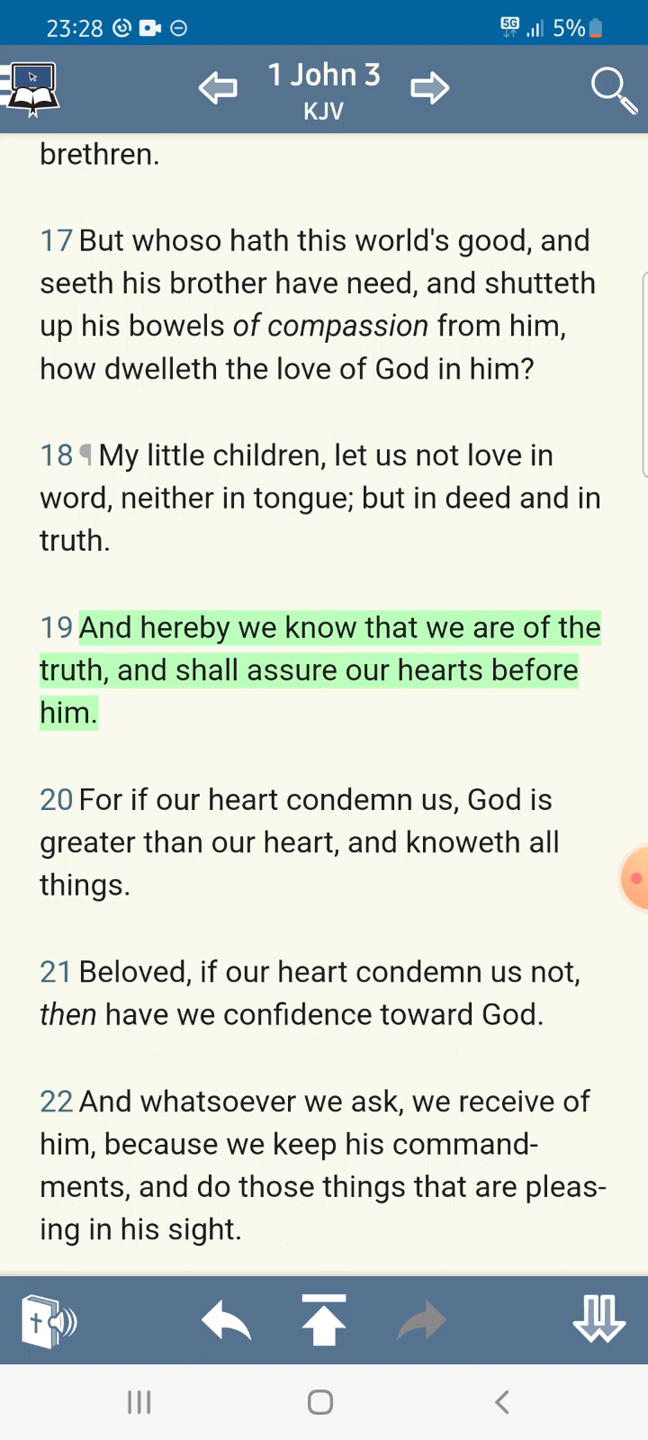 23:28 5G 5%
1 John 3
KJV
brethren.
17 But whoso hath this world's good, and
seeth his brother have need, and shutteth
up his bowels of compassion from him,
how dwelleth the love of God in him?
18 ¶ My little children, let us not love in
word, neither in tongue; but in deed and in
truth.
19 And hereby we know that we are of the
truth, and shall assure our hearts before
him.
20 For if our heart condemn us, God is
greater than our heart, and knoweth all
things.
21 Beloved, if our heart condemn us not,
then have we confidence toward God.
22 And whatsoever we ask, we receive of
him, because we keep his command-
ments, and do those things that are pleas-
ing in his sight.